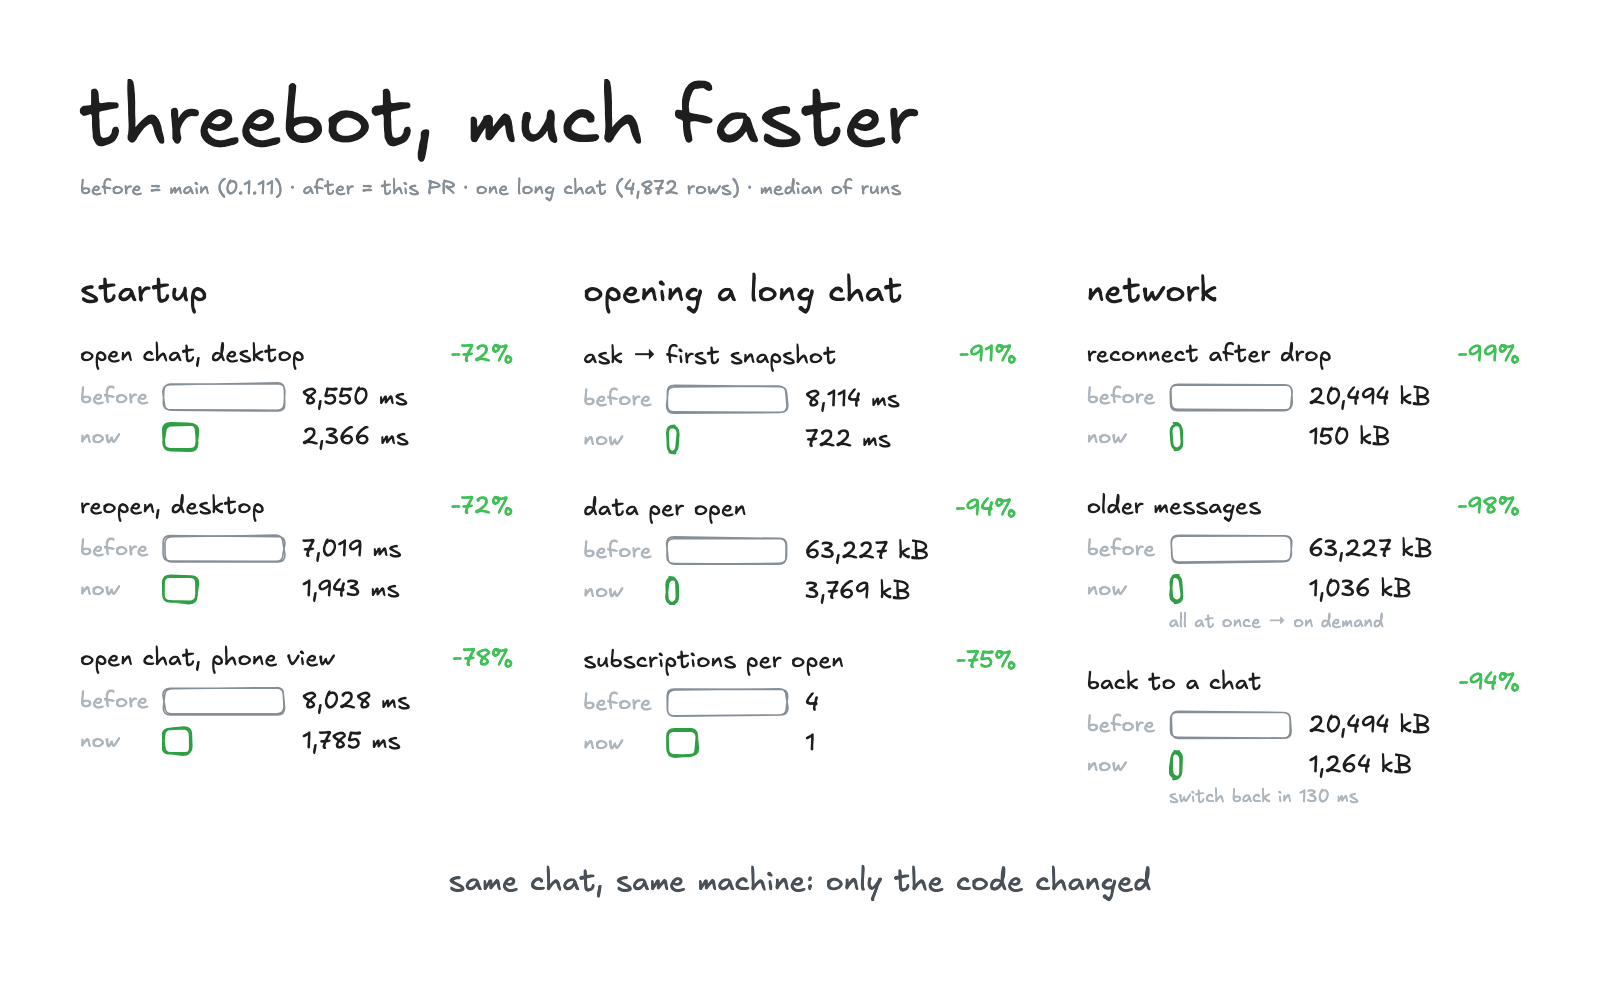 threebot, much faster
before = main (0.1.11) · after = this PR · one long chat (4,872 rows) · median of runs
startup
open chat, desktop -72%
before 8,550 ms
now 2,366 ms
reopen, desktop -72%
before 7,019 ms
now 1,943 ms
open chat, phone view -78%
before 8,028 ms
now 1,785 ms
opening a long chat
ask → first snapshot -91%
before 8,114 ms
now 722 ms
data per open -94%
before 63,227 kB
now 3,769 kB
subscriptions per open -75%
before 4
now 1
network
reconnect after drop -99%
before 20,494 kB
now 150 kB
older messages -98%
before 63,227 kB
now 1,036 kB
all at once → on demand
back to a chat -94%
before 20,494 kB
now 1,264 kB
switch back in 130 ms
same chat, same machine: only the code changed